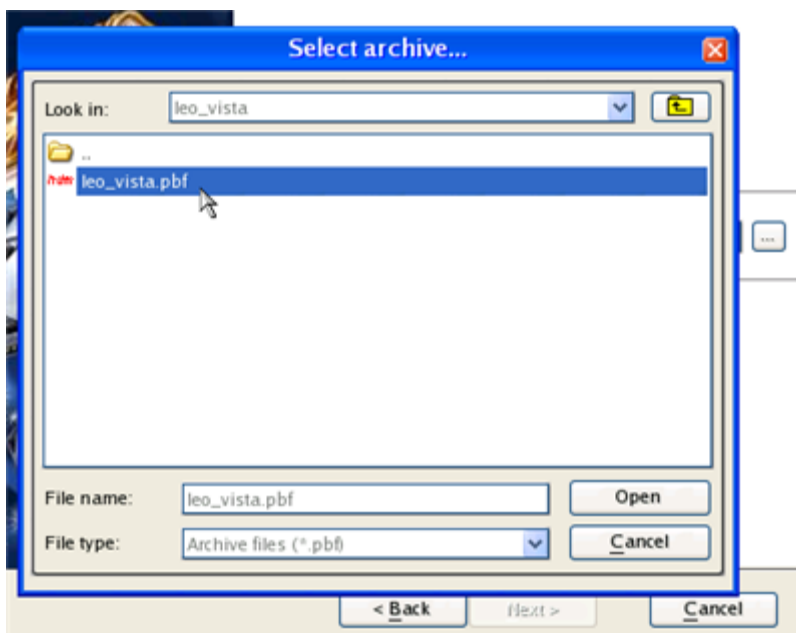 Select archive...
Look in: leo_vista
..
leo_vista.pbf
...
File name: leo_vista.pbf Open
File type: Archive files (*.pbf) Cancel
< Back Next > Cancel